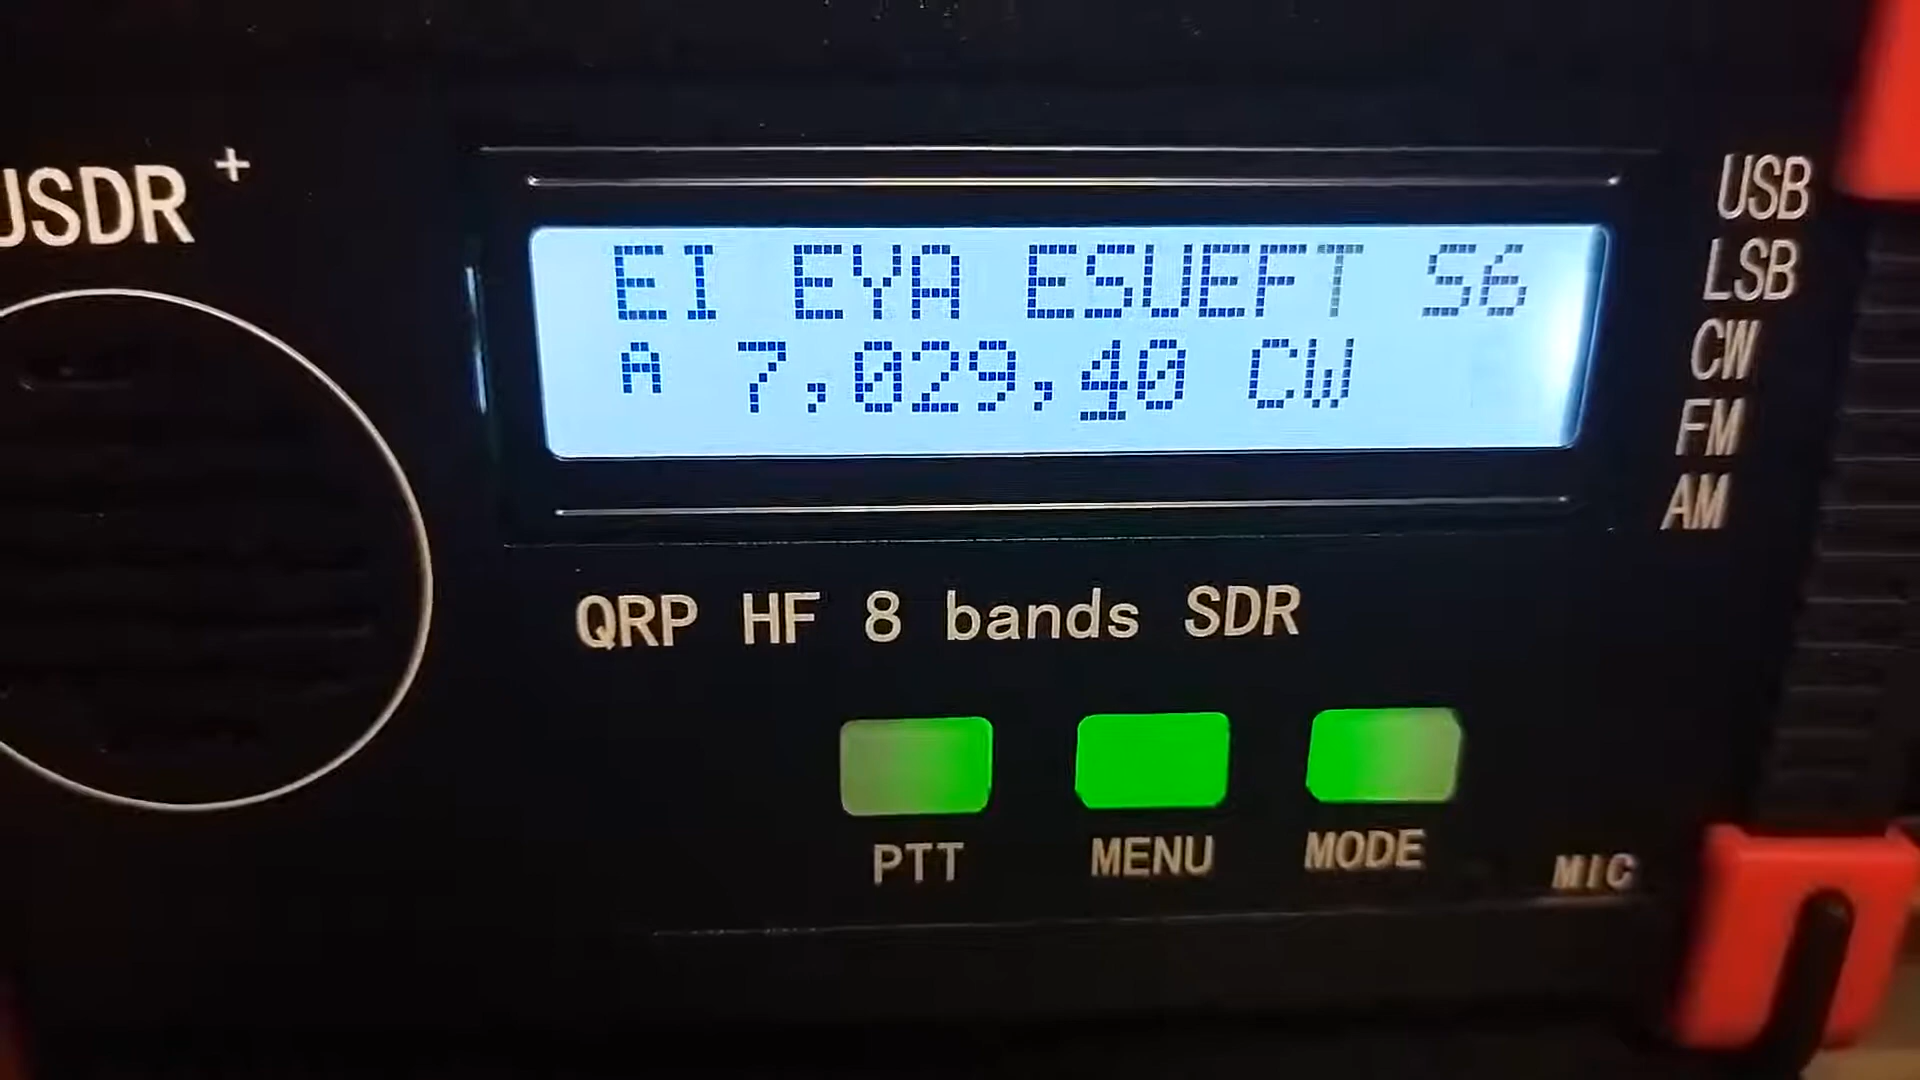 USDR+
EI EYA ESUEFT S6
A 7,029,40 CW
USB
LSB
CW
FM
AM
QRP HF 8 bands SDR
PTT MENU MODE
MIC